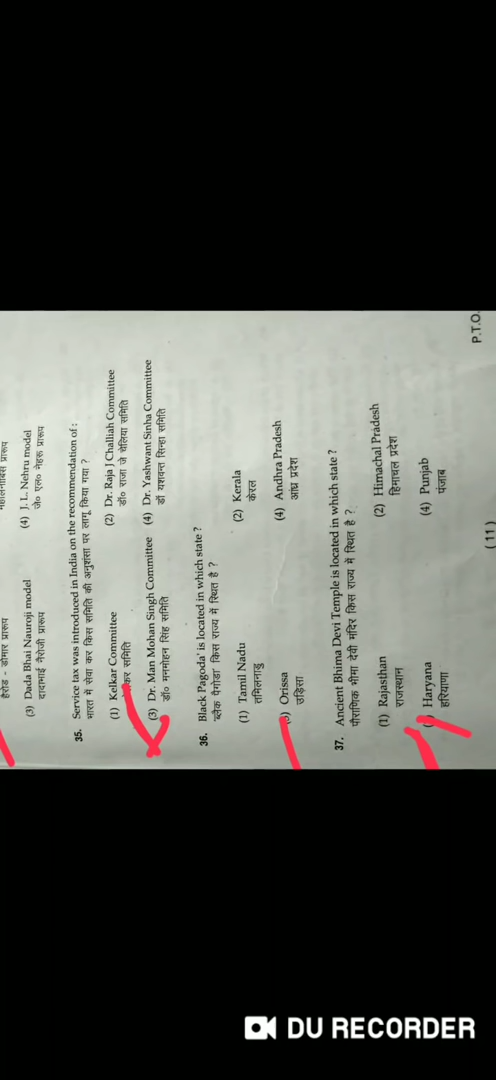 हैरोड - डोमार प्रारूप
महालनोबिस प्रारूप
(3) Dada Bhai Nauroji model (4) J. L. Nehru model
दादाभाई नैरोजी प्रारूप जे० एल० नेहरू प्रारूप
35. Service tax was introduced in India on the recommendation of :
भारत में सेवा कर किस समिति की अनुशंसा पर लागू किया गया ?
(1) Kelkar Committee (2) Dr. Raja J Challiah Committee
समिति डॉ० राजा जे चेलिया समिति
(3) Dr. Man Mohan Singh Committee (4) Dr. Yashwant Sinha Committee
डॉ० मनमोहन सिंह समिति डॉ यशवन्त सिन्हा समिति
36. Black Pagoda' is located in which state ?
'ब्लैक पैगोडा' किस राज्य में स्थित है ?
(1) Tamil Nadu (2) Kerala
तमिलनाडु केरल
(3) Orissa (4) Andhra Pradesh
उड़िसा आंध्र प्रदेश
37. Ancient Bhima Devi Temple is located in which state ?
पौराणिक भीमा देवी मंदिर किस राज्य में स्थित है ?
(1) Rajasthan (2) Himachal Pradesh
राजस्थान हिमाचल प्रदेश
Haryana (4) Punjab
हरियाणा पंजाब
(11) P.T.O.
DU RECORDER